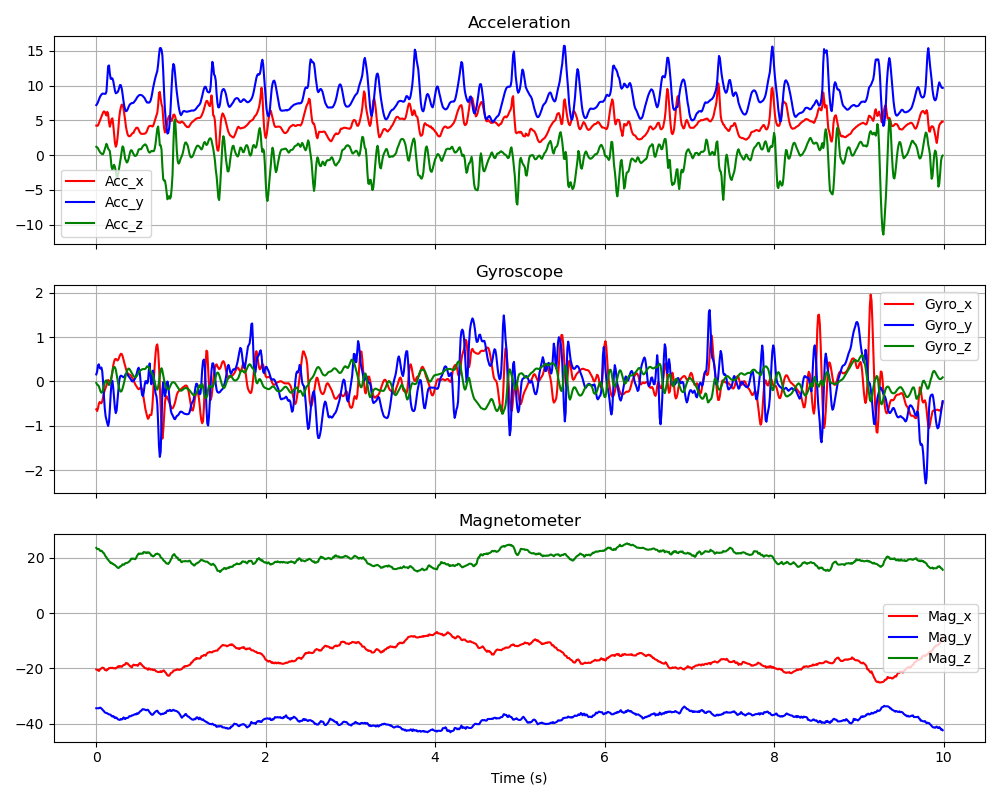 Acceleration
15
10
5
0
−5
−10
Acc_x
Acc_y
Acc_z
Gyroscope
2
1
0
−1
−2
Gyro_x
Gyro_y
Gyro_z
Magnetometer
20
0
−20
−40
Mag_x
Mag_y
Mag_z
0 2 4 6 8 10
Time (s)